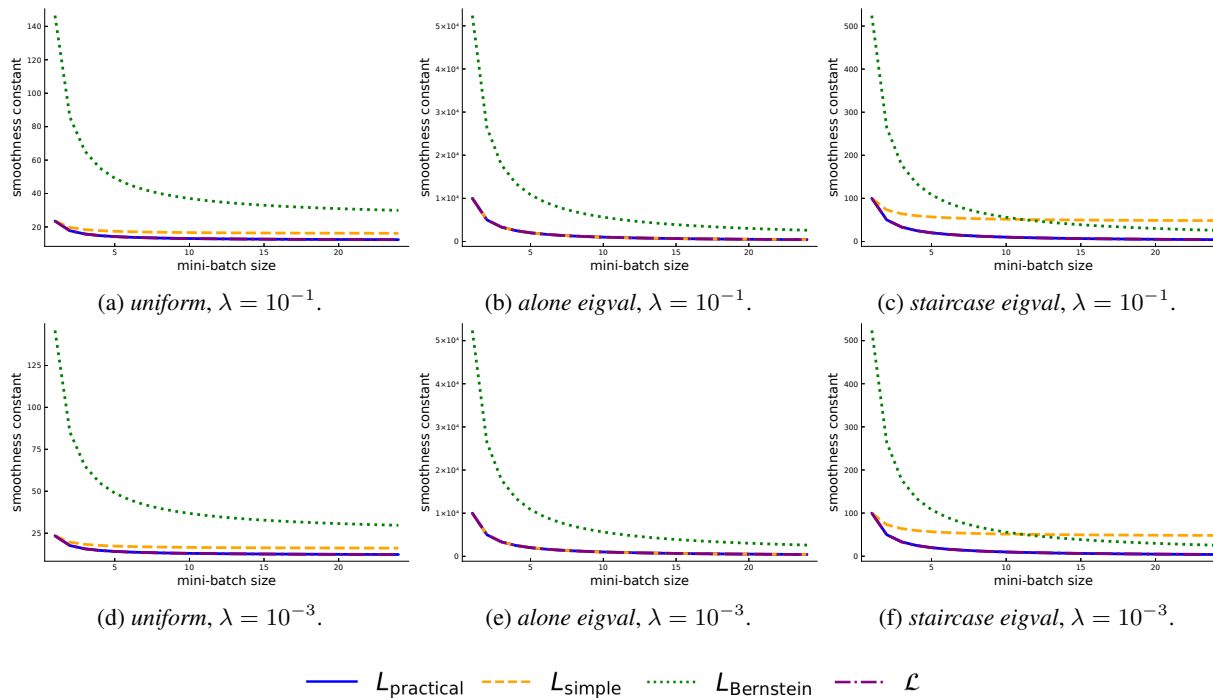 smoothness constant
140
120
100
80
60
40
20
5 10 15 20
mini-batch size
(a) uniform, λ = 10⁻¹.
smoothness constant
5×10⁴
4×10⁴
3×10⁴
2×10⁴
1×10⁴
0
5 10 15 20
mini-batch size
(b) alone eigval, λ = 10⁻¹.
smoothness constant
500
400
300
200
100
0
5 10 15 20
mini-batch size
(c) staircase eigval, λ = 10⁻¹.
smoothness constant
125
100
75
50
25
5 10 15 20
mini-batch size
(d) uniform, λ = 10⁻³.
smoothness constant
5×10⁴
4×10⁴
3×10⁴
2×10⁴
1×10⁴
0
5 10 15 20
mini-batch size
(e) alone eigval, λ = 10⁻³.
smoothness constant
500
400
300
200
100
0
5 10 15 20
mini-batch size
(f) staircase eigval, λ = 10⁻³.
L_practical L_simple L_Bernstein ℒ